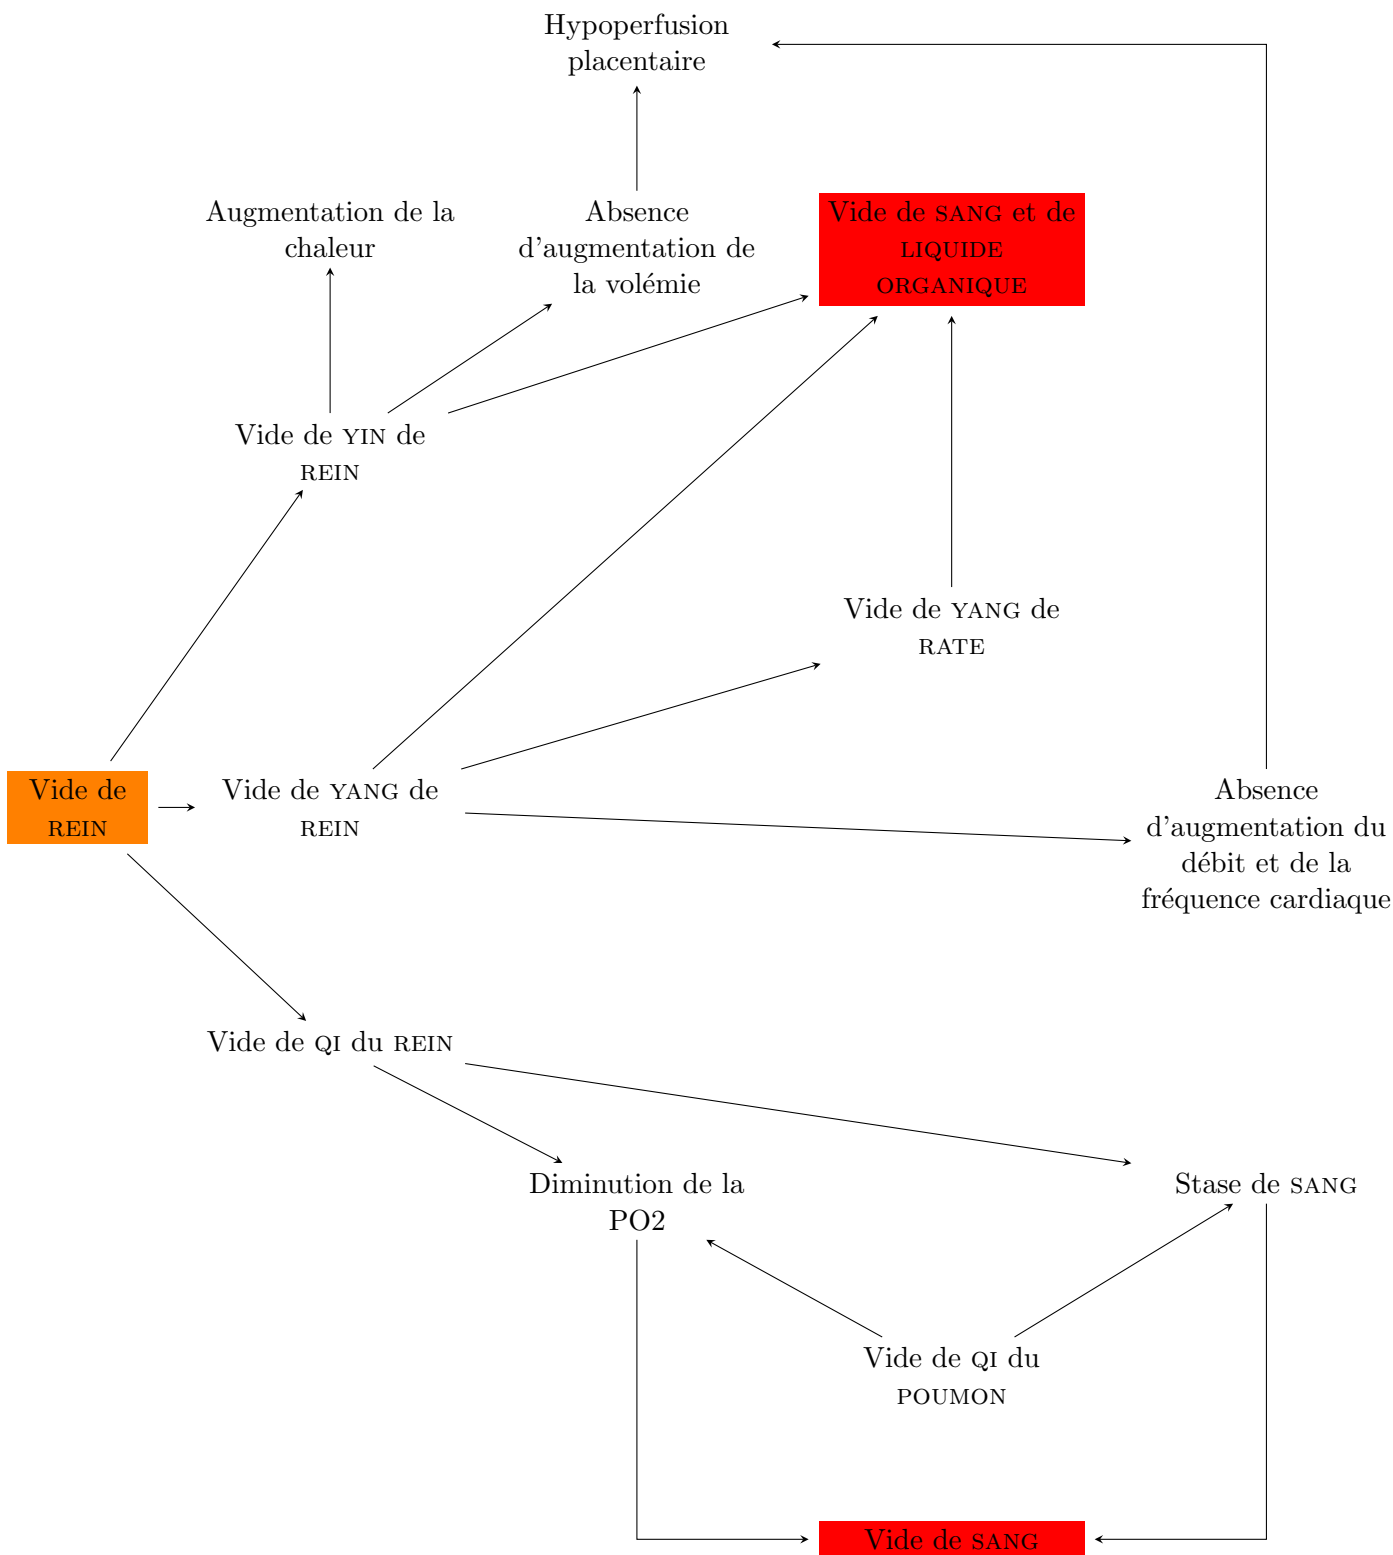 Hypoperfusion
placentaire
Augmentation de la
chaleur
Absence
d'augmentation de
la volémie
Vide de SANG et de
LIQUIDE
ORGANIQUE
Vide de YIN de
REIN
Vide de YANG de
RATE
Vide de
REIN
Vide de YANG de
REIN
Absence
d'augmentation du
débit et de la
fréquence cardiaque
Vide de QI du REIN
Diminution de la
PO2
Stase de SANG
Vide de QI du
POUMON
Vide de SANG